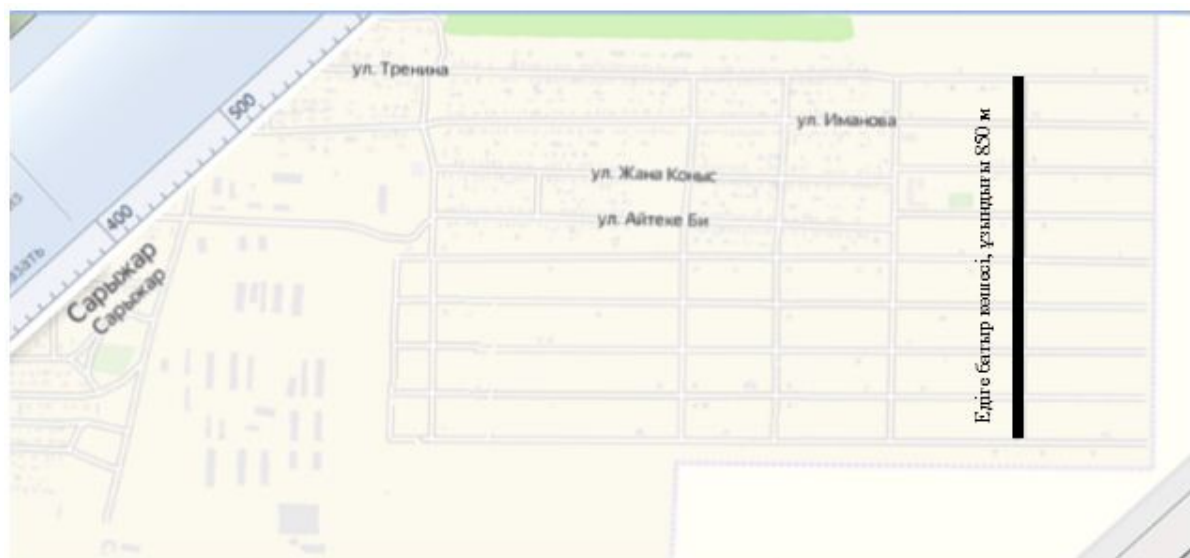 ул. Тренина
500
ул. Иманова
ул. Жана Коныс
400
ул. Айтеке Би
Сарыжар
Сарыжар
Едіге батыр көшесі, ұзындығы 850 м